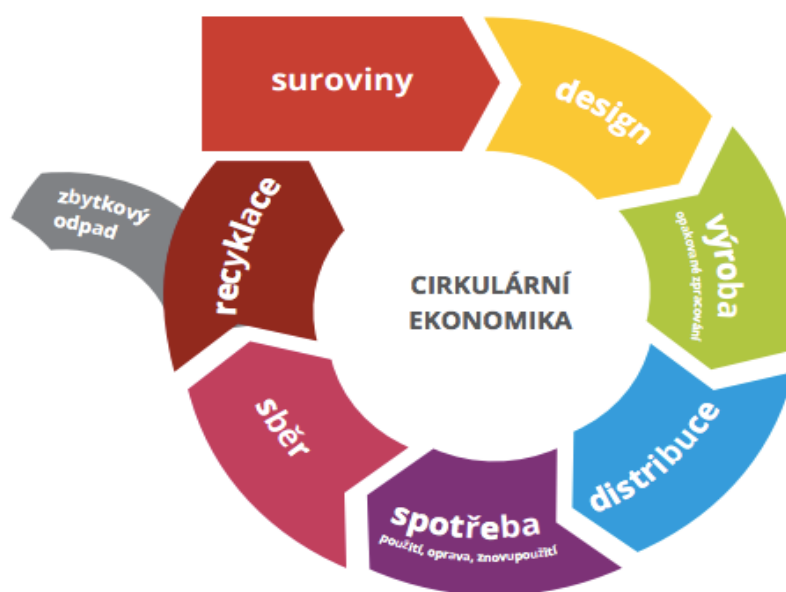 suroviny
design
výroba
opakované zpracování
distribuce
spotřeba
použití, oprava, znovupoužití
sběr
recyklace
zbytkový
odpad
CIRKULÁRNÍ
EKONOMIKA